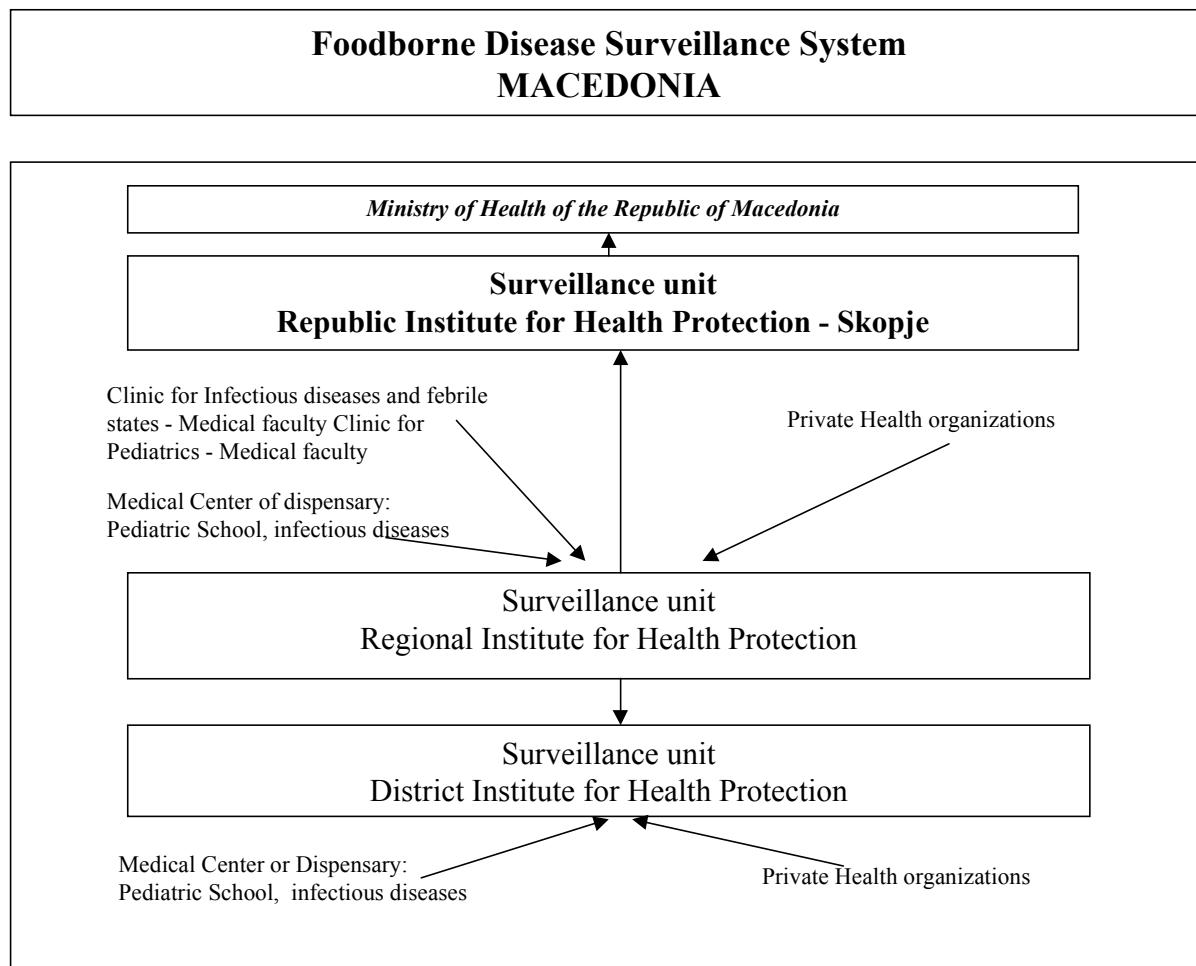 Foodborne Disease Surveillance System
MACEDONIA
Ministry of Health of the Republic of Macedonia
Surveillance unit
Republic Institute for Health Protection - Skopje
Clinic for Infectious diseases and febrile
states - Medical faculty Clinic for
Pediatrics - Medical faculty
Private Health organizations
Medical Center of dispensary:
Pediatric School, infectious diseases
Surveillance unit
Regional Institute for Health Protection
Surveillance unit
District Institute for Health Protection
Medical Center or Dispensary:
Pediatric School,  infectious diseases
Private Health organizations